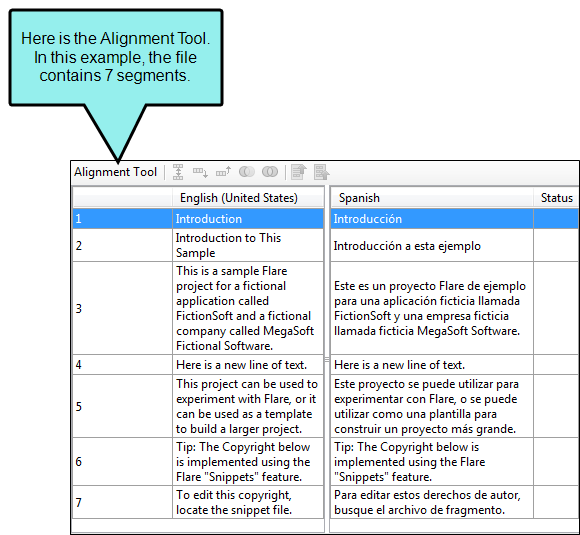 Here is the Alignment Tool.
In this example, the file
contains 7 segments.
Alignment Tool
English (United States) Spanish Status
1 Introduction Introducción
2 Introduction to This
Sample
Introducción a esta ejemplo
3 This is a sample Flare
project for a fictional
application called
FictionSoft and a fictional
company called MegaSoft
Fictional Software.
Este es un proyecto Flare de ejemplo
para una aplicación ficticia llamada
FictionSoft y una empresa ficticia
llamada ficticia MegaSoft Software.
4 Here is a new line of text. Here is a new line of text.
5 This project can be used to
experiment with Flare, or it
can be used as a template
to build a larger project.
Este proyecto se puede utilizar para
experimentar con Flare, o se puede
utilizar como una plantilla para
construir un proyecto más grande.
6 Tip: The Copyright below
is implemented using the
Flare "Snippets" feature.
Tip: The Copyright below is
implemented using the Flare
"Snippets" feature.
7 To edit this copyright,
locate the snippet file.
Para editar estos derechos de autor,
busque el archivo de fragmento.